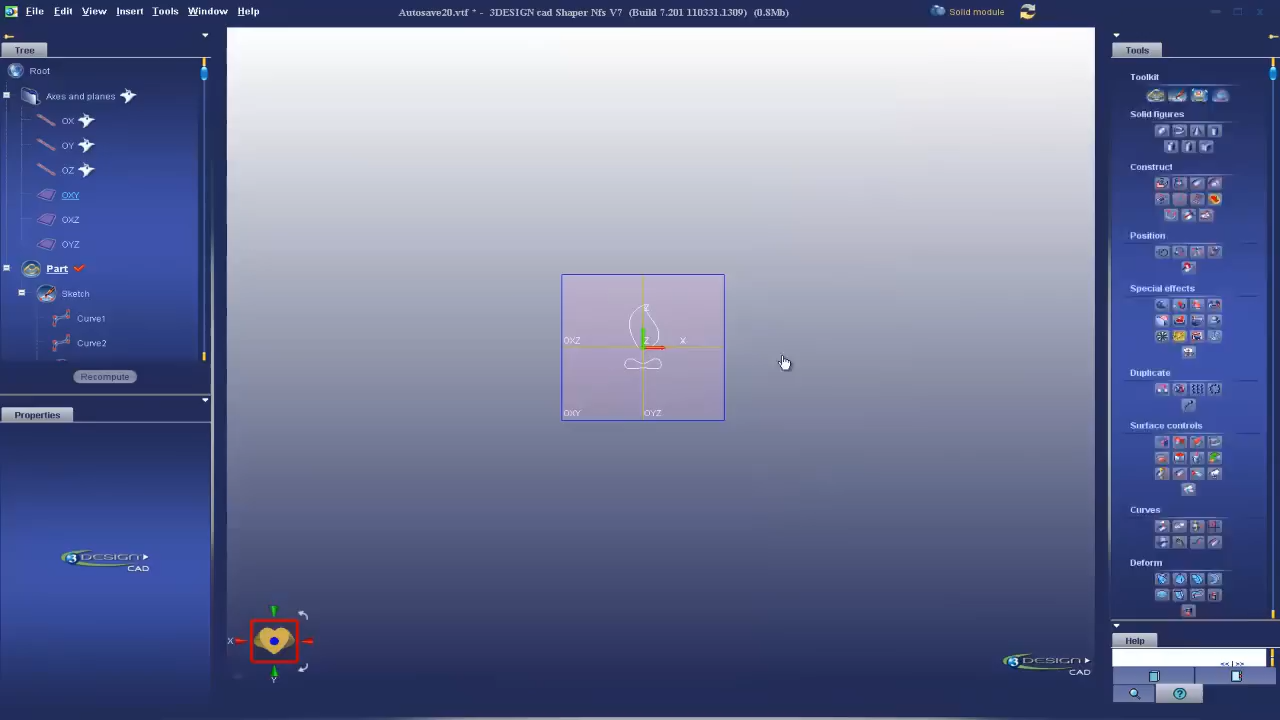 File Edit View Insert Tools Window Help
Autosave20.vtf * - 3DESIGN cad Shaper Nfs V7 (Build 7.201 110331.1309) (0.8Mb)
Solid module
Tree
Root
Axes and planes
OX
OY
OZ
OXY
OXZ
OYZ
Part
Sketch
Curve1
Curve2
Recompute
Properties
3DESIGN
CAD
Z
OXZ
Z
X
OXY
OYZ
X
Y
3DESIGN
CAD
Tools
Toolkit
Solid figures
Construct
Position
Special effects
Duplicate
Surface controls
Curves
Deform
Help
<< | >>
?